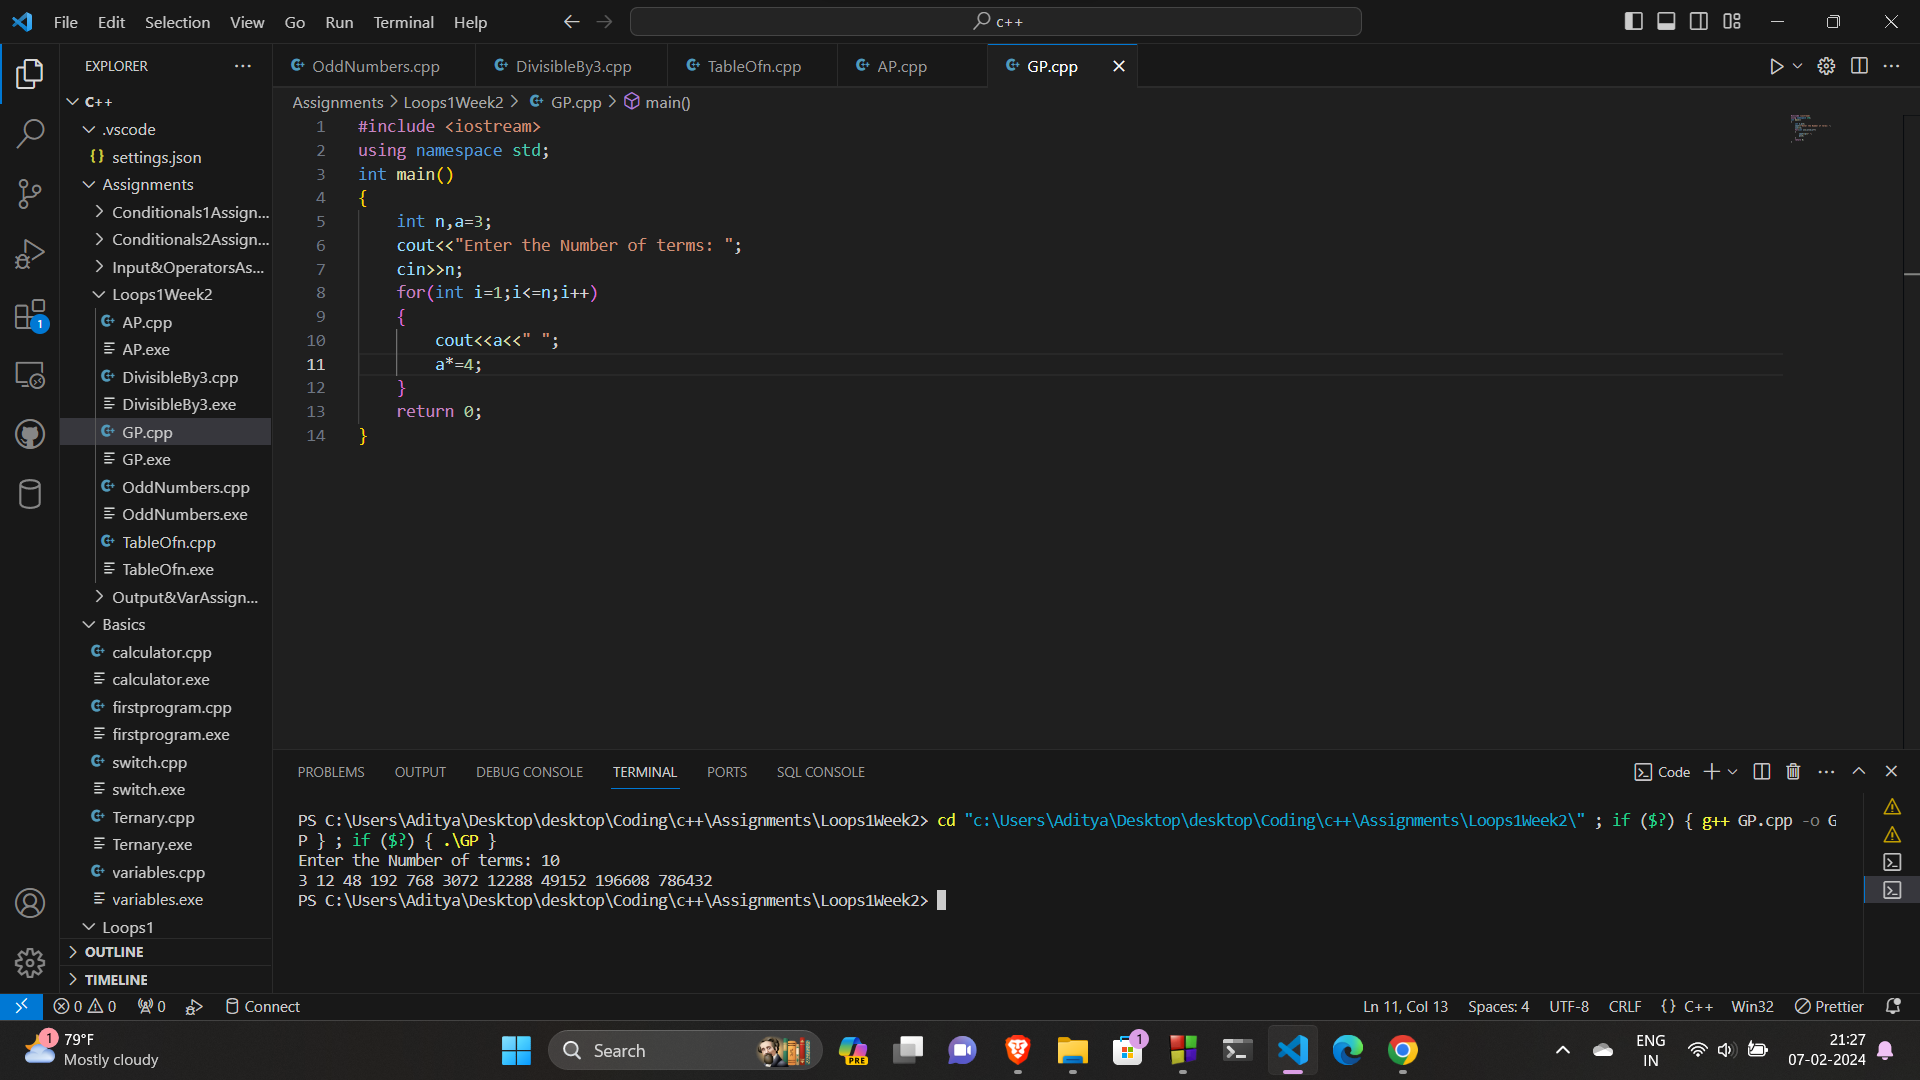 File Edit Selection View Go Run Terminal Help
c++
EXPLORER
C++
.vscode
{} settings.json
Assignments
Conditionals1Assign...
Conditionals2Assign...
Input&OperatorsAs...
Loops1Week2
AP.cpp
AP.exe
DivisibleBy3.cpp
DivisibleBy3.exe
GP.cpp
GP.exe
OddNumbers.cpp
OddNumbers.exe
TableOfn.cpp
TableOfn.exe
Output&VarAssign...
Basics
calculator.cpp
calculator.exe
firstprogram.cpp
firstprogram.exe
switch.cpp
switch.exe
Ternary.cpp
Ternary.exe
variables.cpp
variables.exe
Loops1
OUTLINE
TIMELINE
1
OddNumbers.cpp DivisibleBy3.cpp TableOfn.cpp AP.cpp GP.cpp
Assignments > Loops1Week2 > GP.cpp > main()
1 #include <iostream>
2 using namespace std;
3 int main()
4 {
5 int n,a=3;
6 cout<<"Enter the Number of terms: ";
7 cin>>n;
8 for(int i=1;i<=n;i++)
9 {
10 cout<<a<<" ";
11 a*=4;
12 }
13 return 0;
14 }
PROBLEMS OUTPUT DEBUG CONSOLE TERMINAL PORTS SQL CONSOLE
Code
PS C:\Users\Aditya\Desktop\desktop\Coding\c++\Assignments\Loops1Week2> cd "c:\Users\Aditya\Desktop\desktop\Coding\c++\Assignments\Loops1Week2\" ; if ($?) { g++ GP.cpp -o G
P } ; if ($?) { .\GP }
Enter the Number of terms: 10
3 12 48 192 768 3072 12288 49152 196608 786432
PS C:\Users\Aditya\Desktop\desktop\Coding\c++\Assignments\Loops1Week2>
0 0 0 Connect
Ln 11, Col 13 Spaces: 4 UTF-8 CRLF {} C++ Win32 Prettier
1
79°F
Mostly cloudy
Search
PRE
1
ENG
IN
21:27
07-02-2024